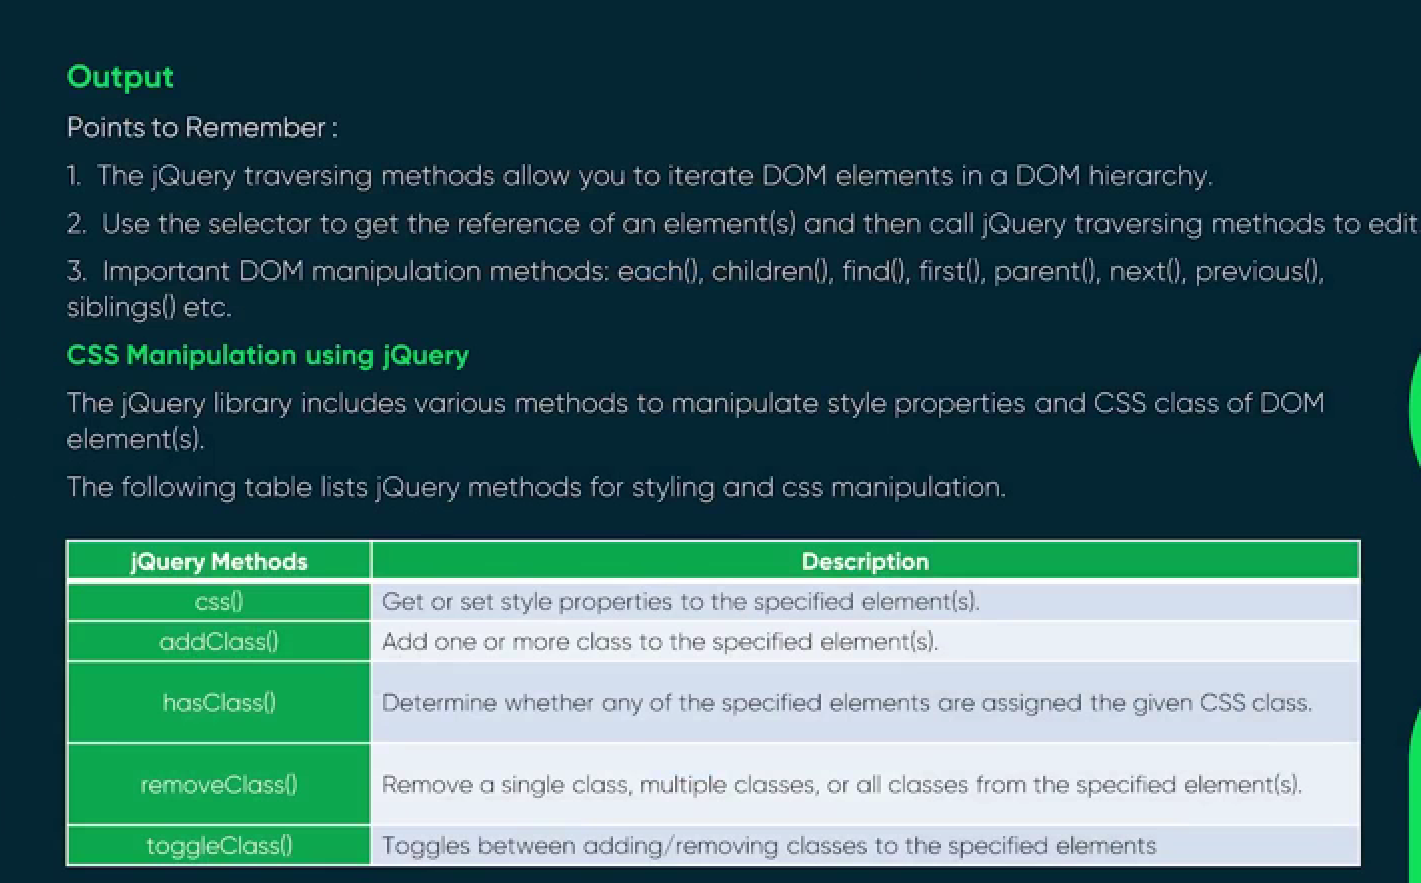 Output
Points to Remember :
1. The jQuery traversing methods allow you to iterate DOM elements in a DOM hierarchy.
2. Use the selector to get the reference of an element(s) and then call jQuery traversing methods to edit
3. Important DOM manipulation methods: each(), children(), find(), first(), parent(), next(), previous(),
siblings() etc.
CSS Manipulation using jQuery
The jQuery library includes various methods to manipulate style properties and CSS class of DOM
element(s).
The following table lists jQuery methods for styling and css manipulation.
jQuery Methods Description
css() Get or set style properties to the specified element(s).
addClass() Add one or more class to the specified element(s).
hasClass() Determine whether any of the specified elements are assigned the given CSS class.
removeClass() Remove a single class, multiple classes, or all classes from the specified element(s).
toggleClass() Toggles between adding/removing classes to the specified elements